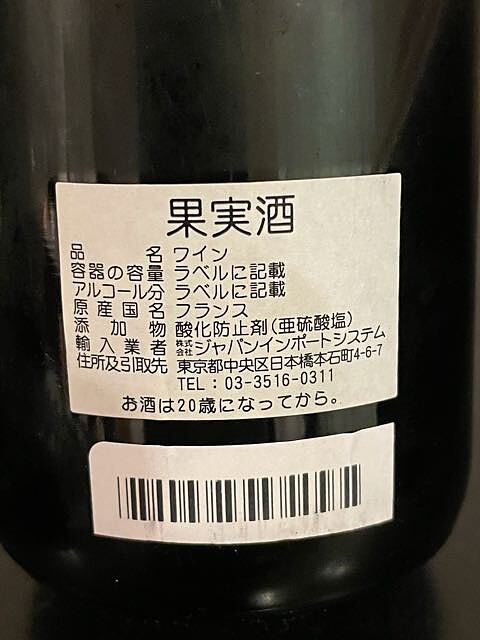 果実酒
品名 ワイン
容器の容量 ラベルに記載
アルコール分 ラベルに記載
原産国名 フランス
添加物 酸化防止剤(亜硫酸塩)
輸入業者 株式会社ジャパンインポートシステム
住所及引取先 東京都中央区日本橋本石町4-6-7
TEL:03-3516-0311
お酒は20歳になってから。